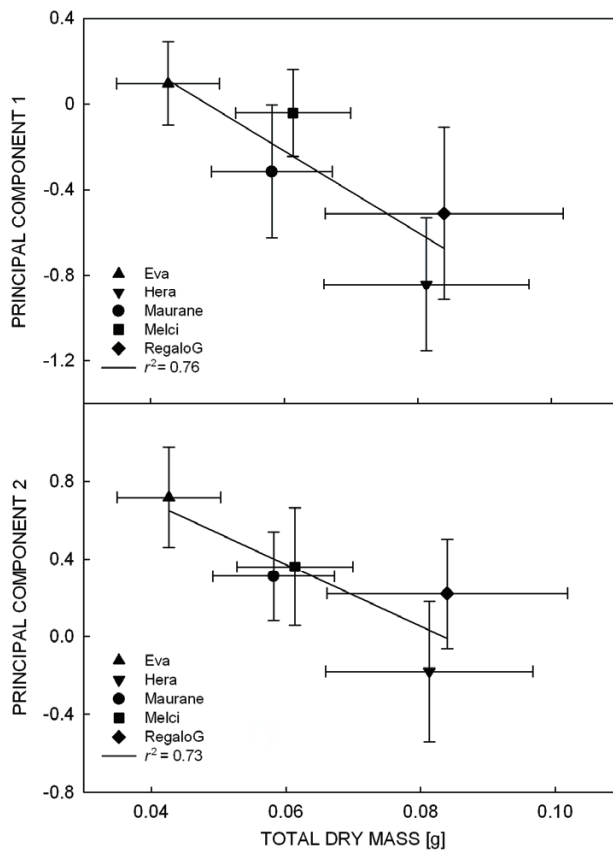 0.4
0
-0.4
-0.8
-1.2
PRINCIPAL COMPONENT 1
Eva
Hera
Maurane
Melci
RegaloG
r² = 0.76
0.8
0.4
0.0
-0.4
-0.8
PRINCIPAL COMPONENT 2
Eva
Hera
Maurane
Melci
RegaloG
r² = 0.73
0.04 0.06 0.08 0.10
TOTAL DRY MASS [g]